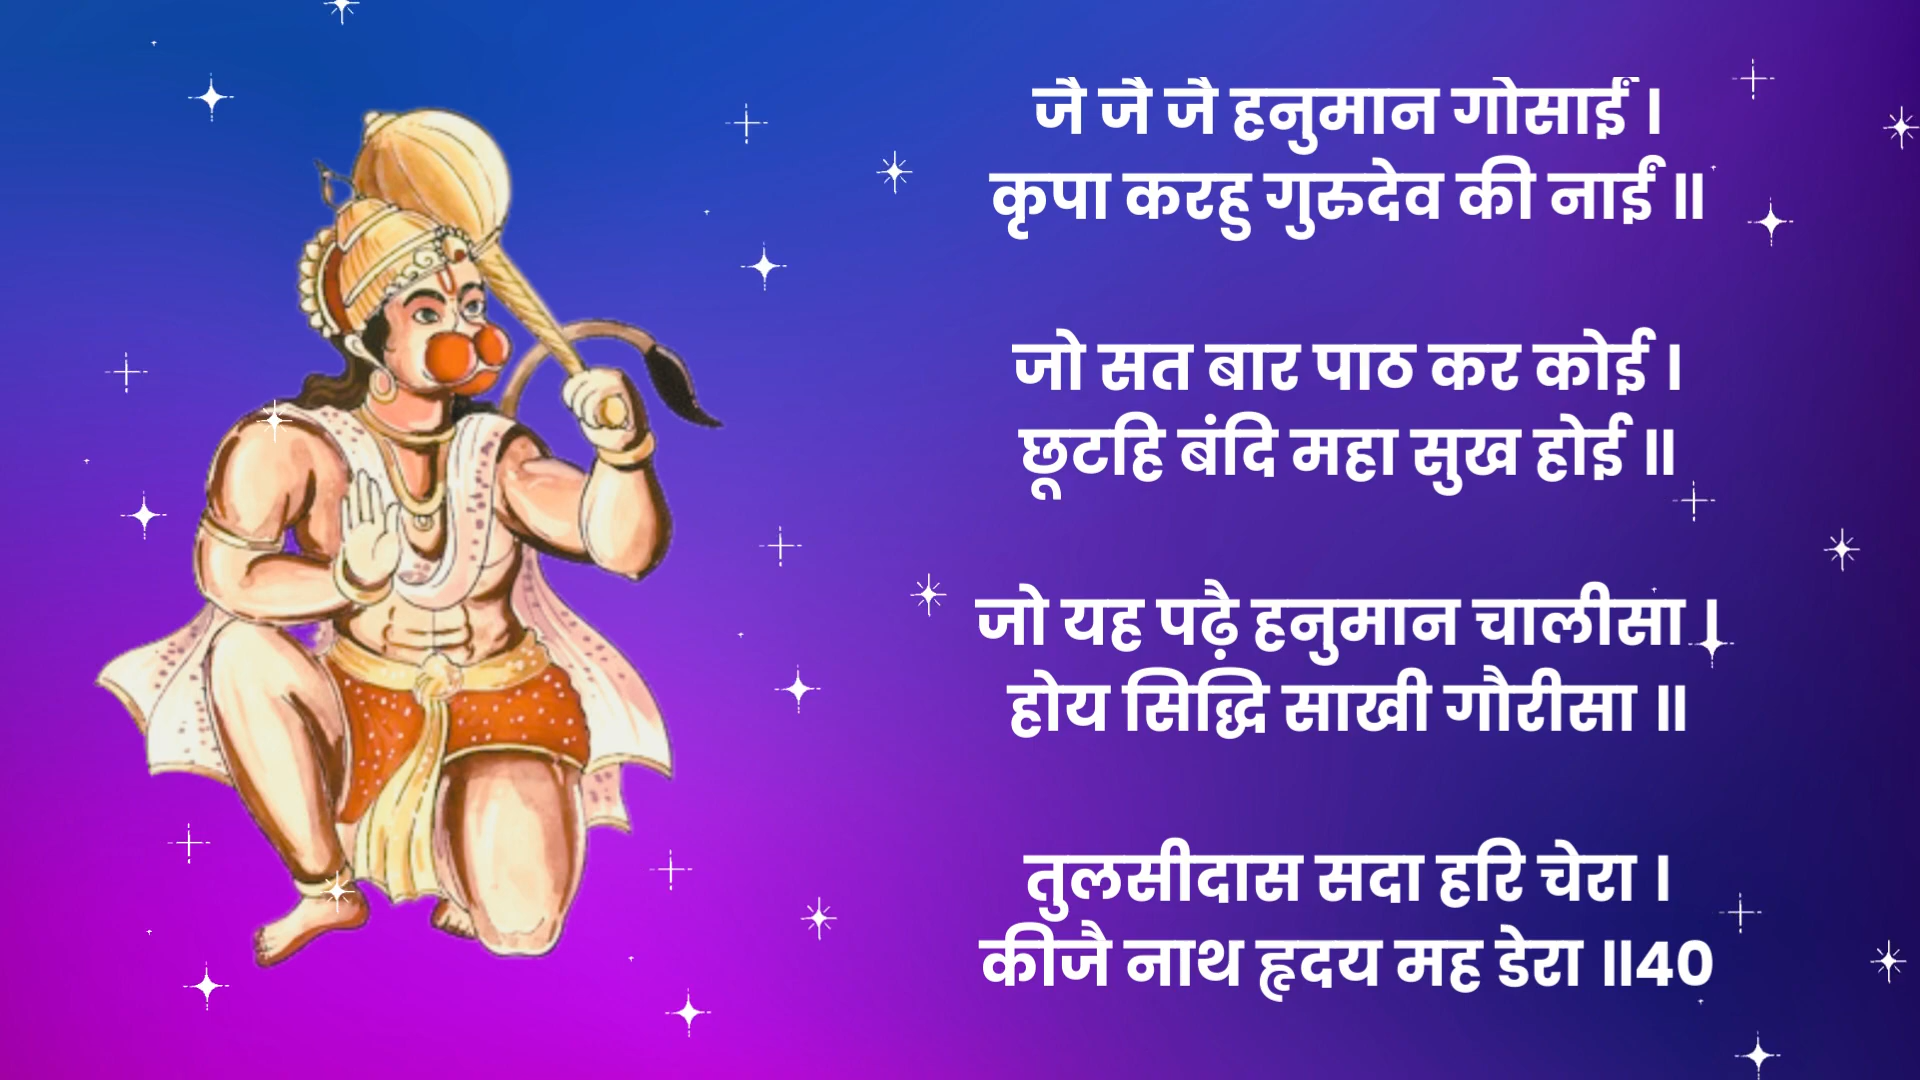 जै जै जै हनुमान गोसाईं ।
कृपा करहु गुरुदेव की नाईं ॥
जो सत बार पाठ कर कोई ।
छूटहि बंदि महा सुख होई ॥
जो यह पढ़ै हनुमान चालीसा ।
होय सिद्धि साखी गौरीसा ॥
तुलसीदास सदा हरि चेरा ।
कीजै नाथ हृदय मह डेरा ॥40